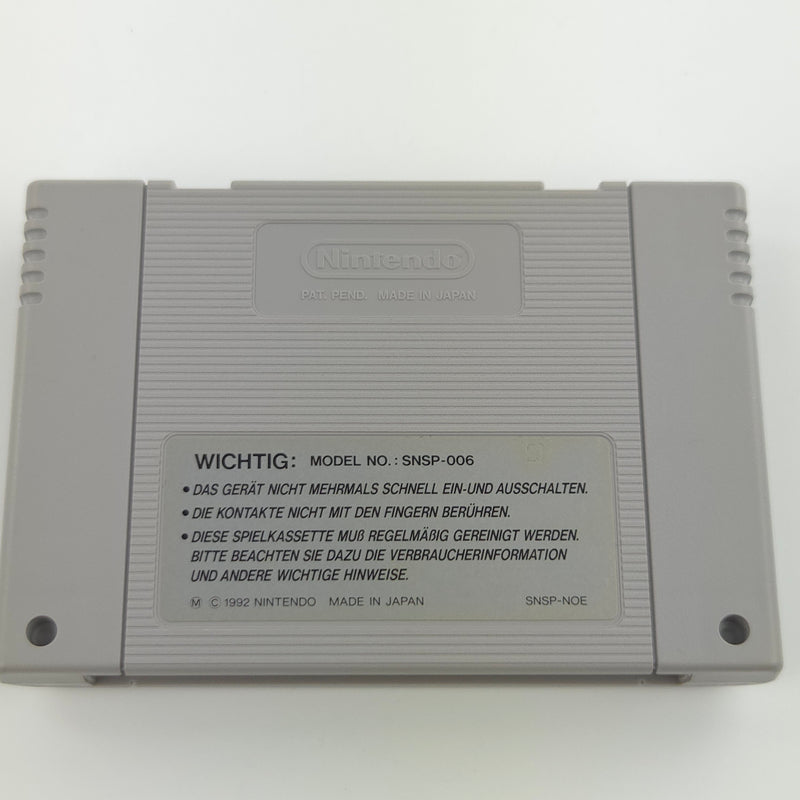 Nintendo
PAT. PEND. MADE IN JAPAN
WICHTIG: MODEL NO.: SNSP-006
• DAS GERÄT NICHT MEHRMALS SCHNELL EIN-UND AUSSCHALTEN.
• DIE KONTAKTE NICHT MIT DEN FINGERN BERÜHREN.
• DIESE SPIELKASSETTE MUß REGELMÄßIG GEREINIGT WERDEN.
BITTE BEACHTEN SIE DAZU DIE VERBRAUCHERINFORMATION
UND ANDERE WICHTIGE HINWEISE.
Ⓜ © 1992 NINTENDO MADE IN JAPAN SNSP-NOE